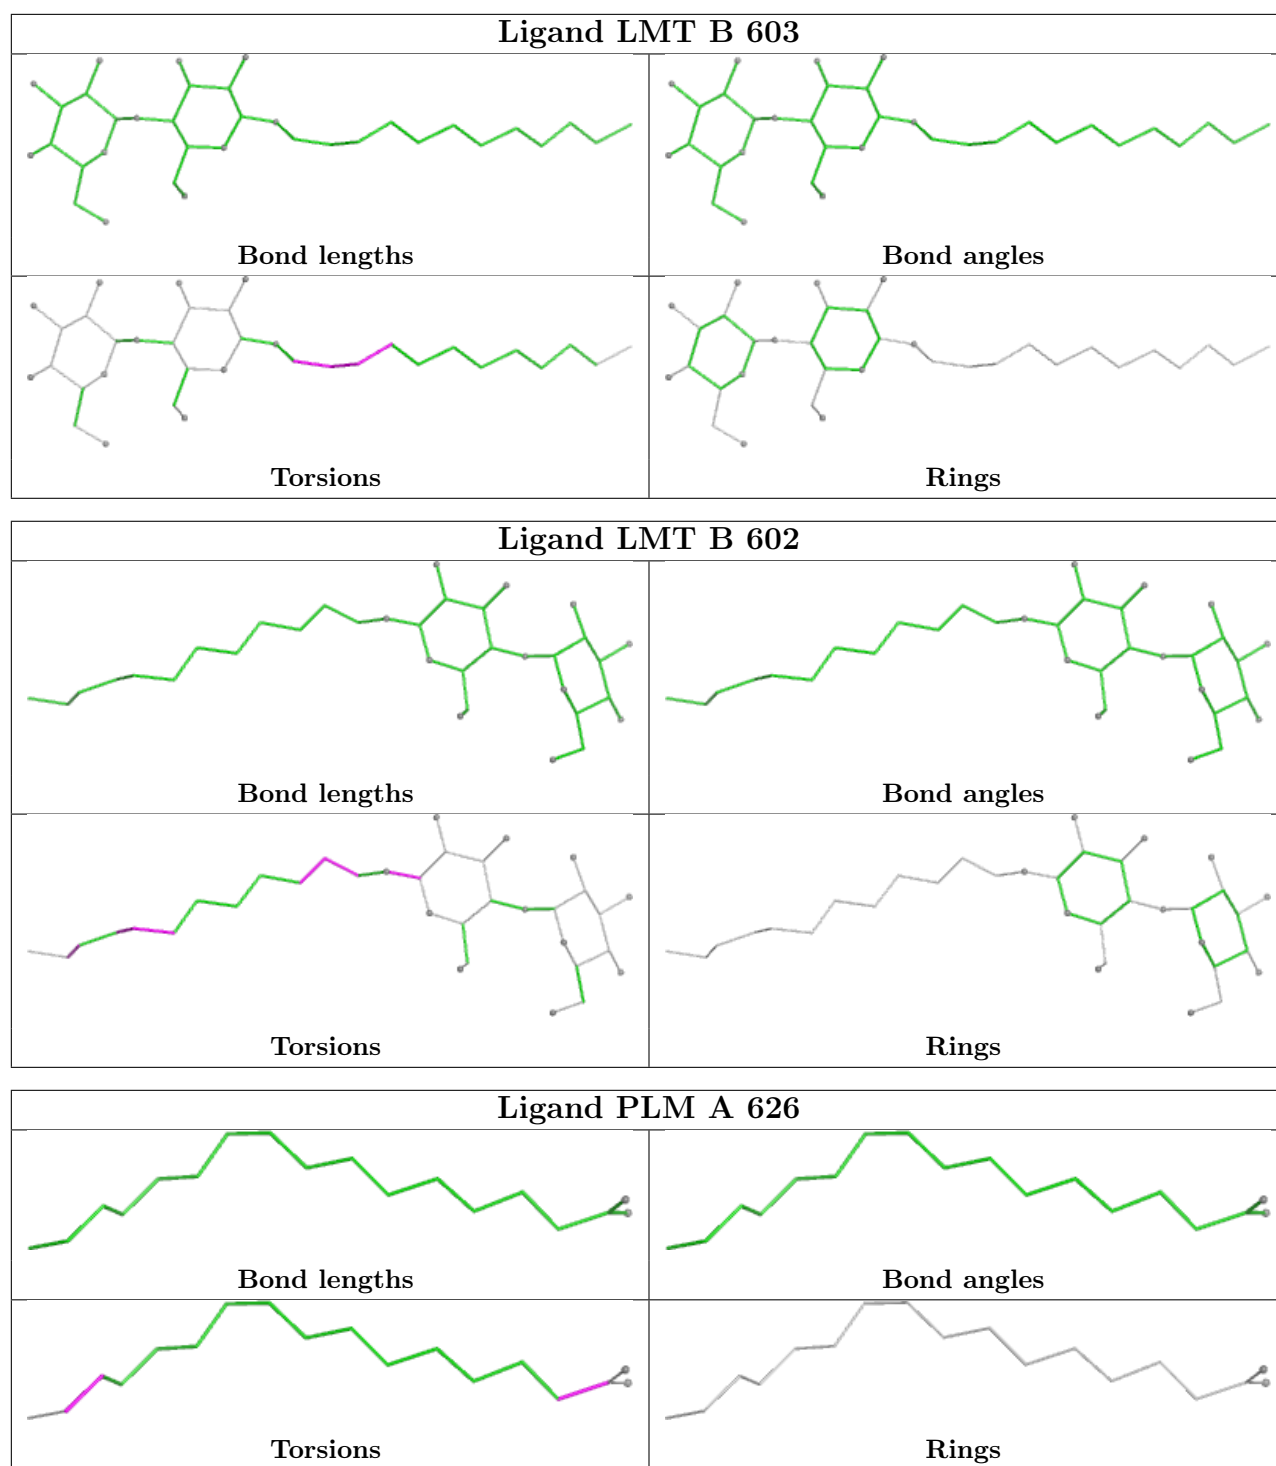 Ligand LMT B 603
Bond lengths
Bond angles
Torsions
Rings
Ligand LMT B 602
Bond lengths
Bond angles
Torsions
Rings
Ligand PLM A 626
Bond lengths
Bond angles
Torsions
Rings